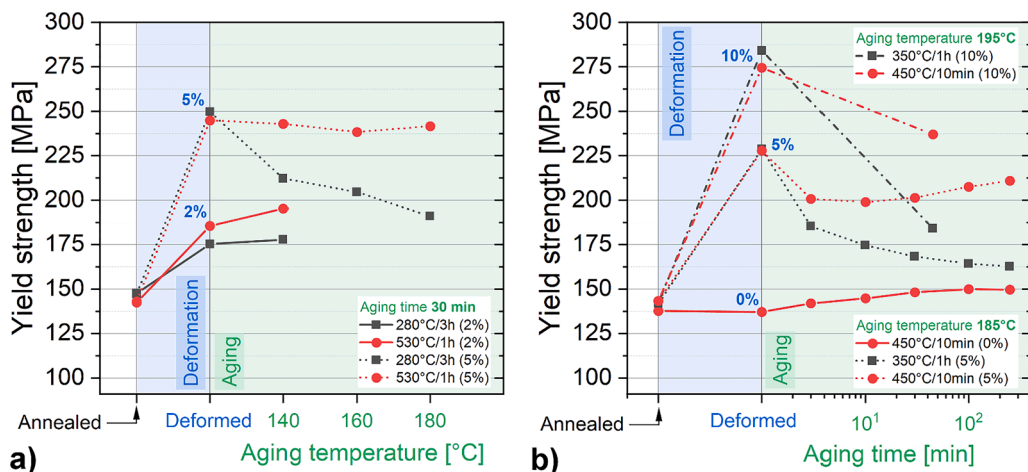 300
275
250
225
200
175
150
125
100
Yield strength [MPa]
5%
2%
Deformation
Aging
Aging time 30 min
280°C/3h (2%)
530°C/1h (2%)
280°C/3h (5%)
530°C/1h (5%)
Annealed
Deformed
140
160
180
Aging temperature [°C]
a)
300
275
250
225
200
175
150
125
100
Yield strength [MPa]
Deformation
10%
5%
0%
Aging
Aging temperature 195°C
350°C/1h (10%)
450°C/10min (10%)
Aging temperature 185°C
450°C/10min (0%)
350°C/1h (5%)
450°C/10min (5%)
Annealed
Deformed
10¹
10²
Aging time [min]
b)